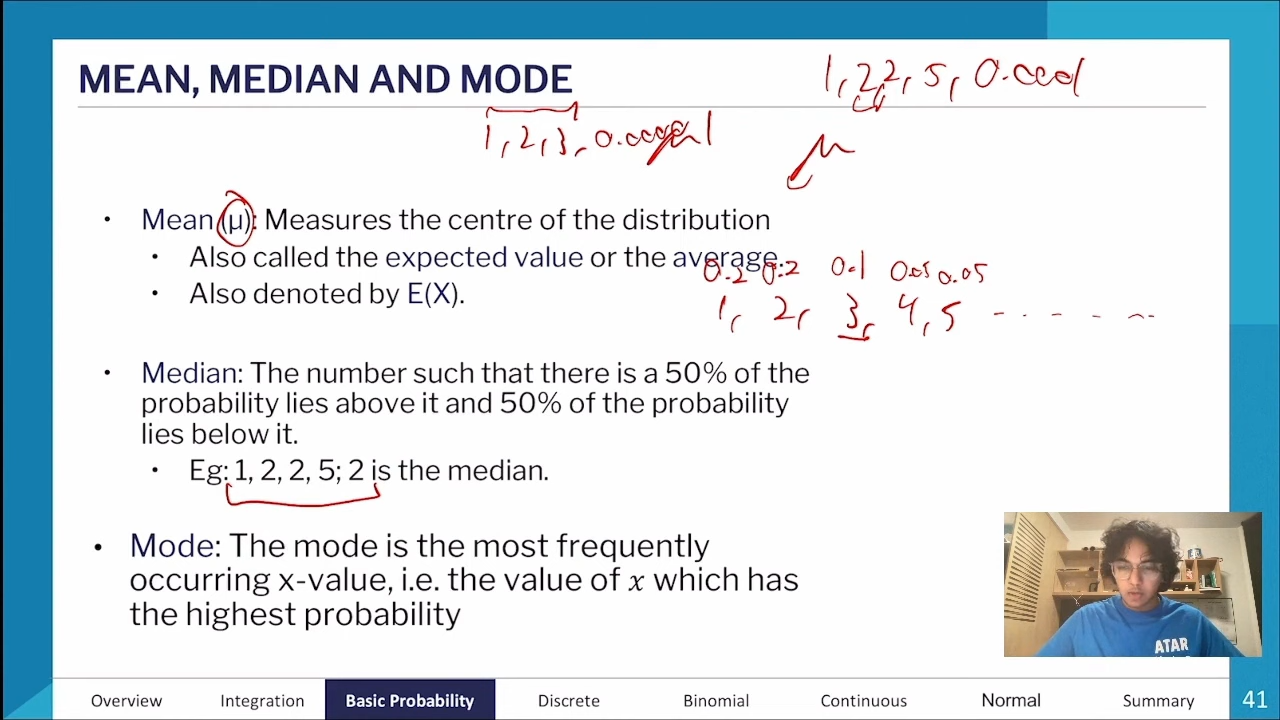 MEAN, MEDIAN AND MODE
1, 2 2, 5,
1, 2, 3,
μ
• Mean (μ): Measures the centre of the distribution
• Also called the expected value or the average.
0.2 0.2 0.1 0.05 0.05
• Also denoted by E(X).
1, 2, 3, 4, 5 - - - - -
• Median: The number such that there is a 50% of the
probability lies above it and 50% of the probability
lies below it.
• Eg: 1, 2, 2, 5; 2 is the median.
• Mode: The mode is the most frequently
occurring x-value, i.e. the value of x which has
the highest probability
ATAR
Overview Integration Basic Probability Discrete Binomial Continuous Normal Summary 41